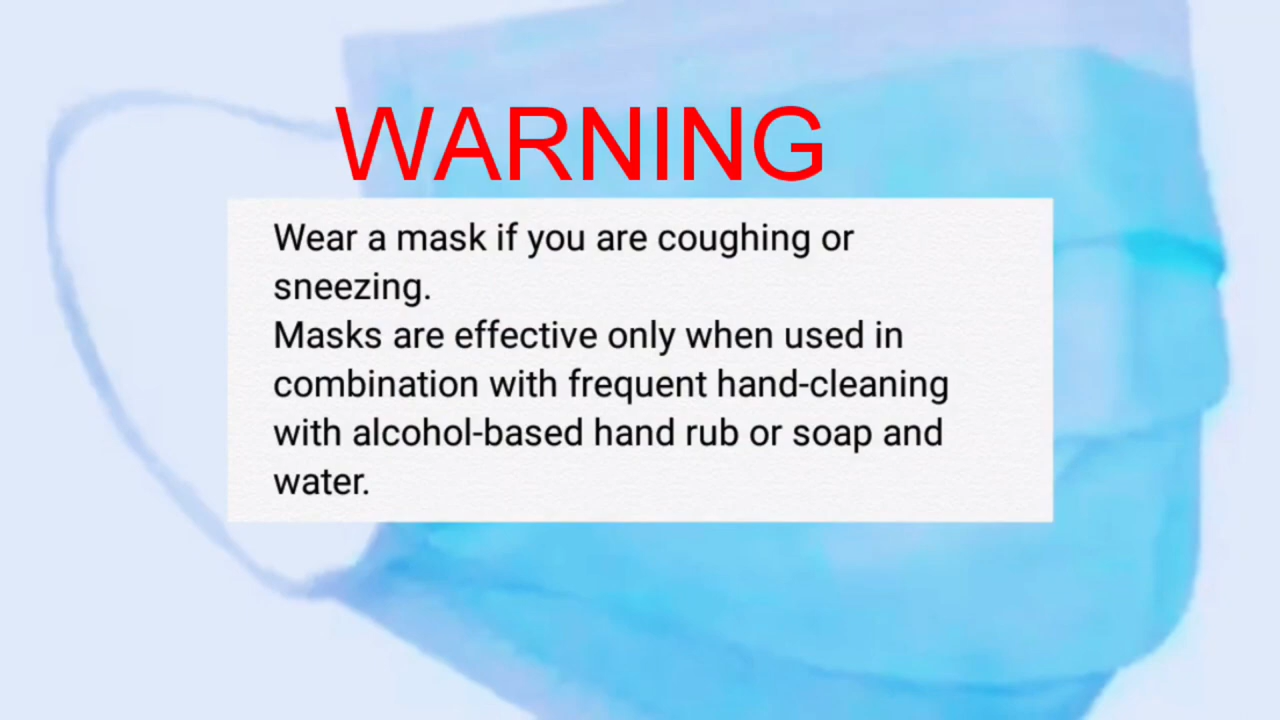 WARNING
Wear a mask if you are coughing or
sneezing.
Masks are effective only when used in
combination with frequent hand-cleaning
with alcohol-based hand rub or soap and
water.